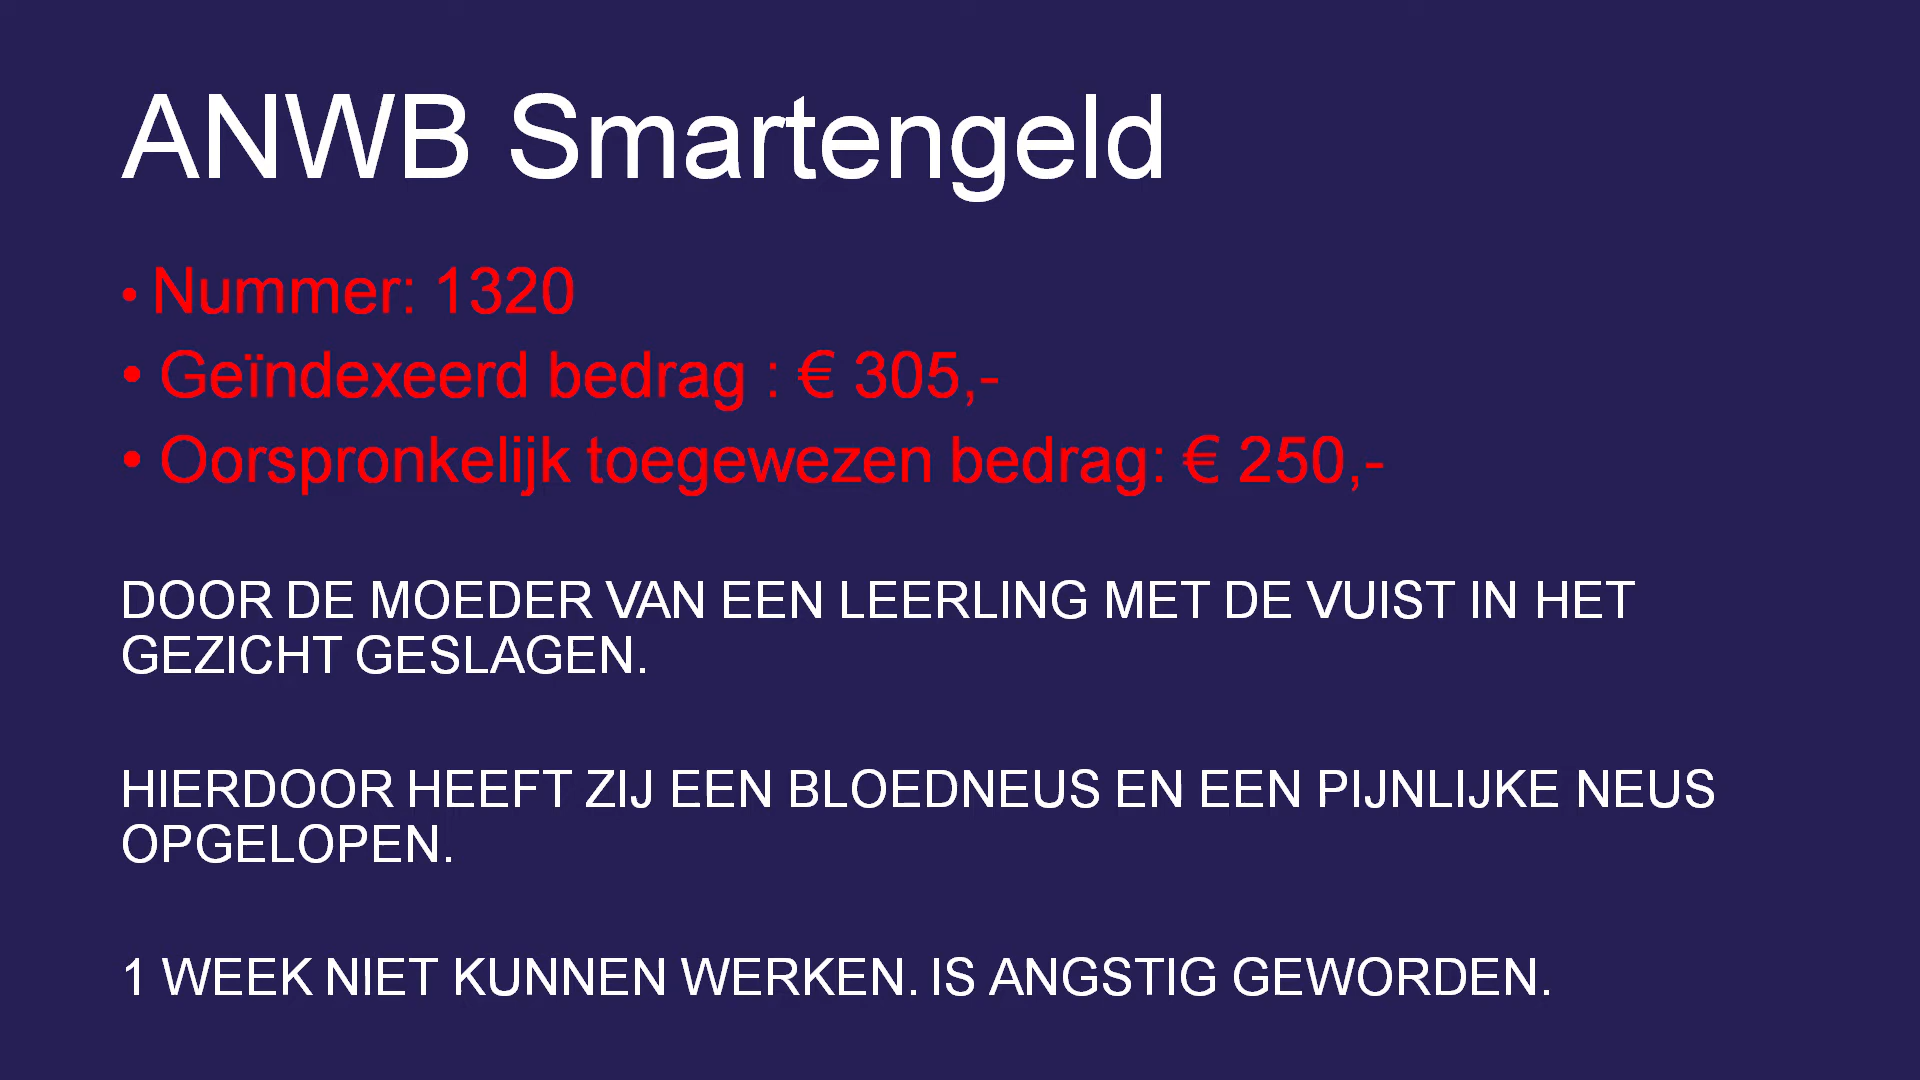 ANWB Smartengeld
• Nummer: 1320
• Geïndexeerd bedrag : € 305,-
• Oorspronkelijk toegewezen bedrag: € 250,-
DOOR DE MOEDER VAN EEN LEERLING MET DE VUIST IN HET
GEZICHT GESLAGEN.
HIERDOOR HEEFT ZIJ EEN BLOEDNEUS EN EEN PIJNLIJKE NEUS
OPGELOPEN.
1 WEEK NIET KUNNEN WERKEN. IS ANGSTIG GEWORDEN.